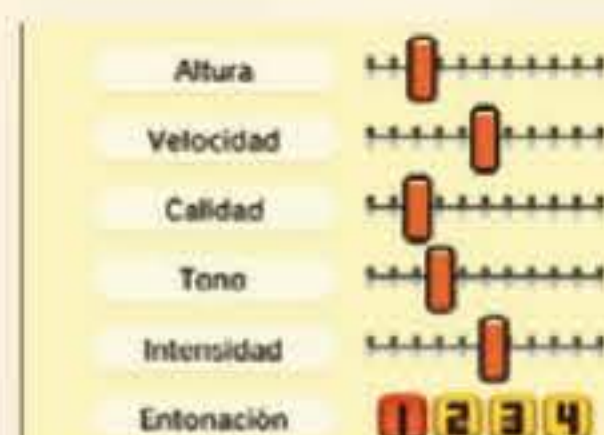 Altura
Velocidad
Calidad
Tono
Intensidad
Entonación 1 2 3 4